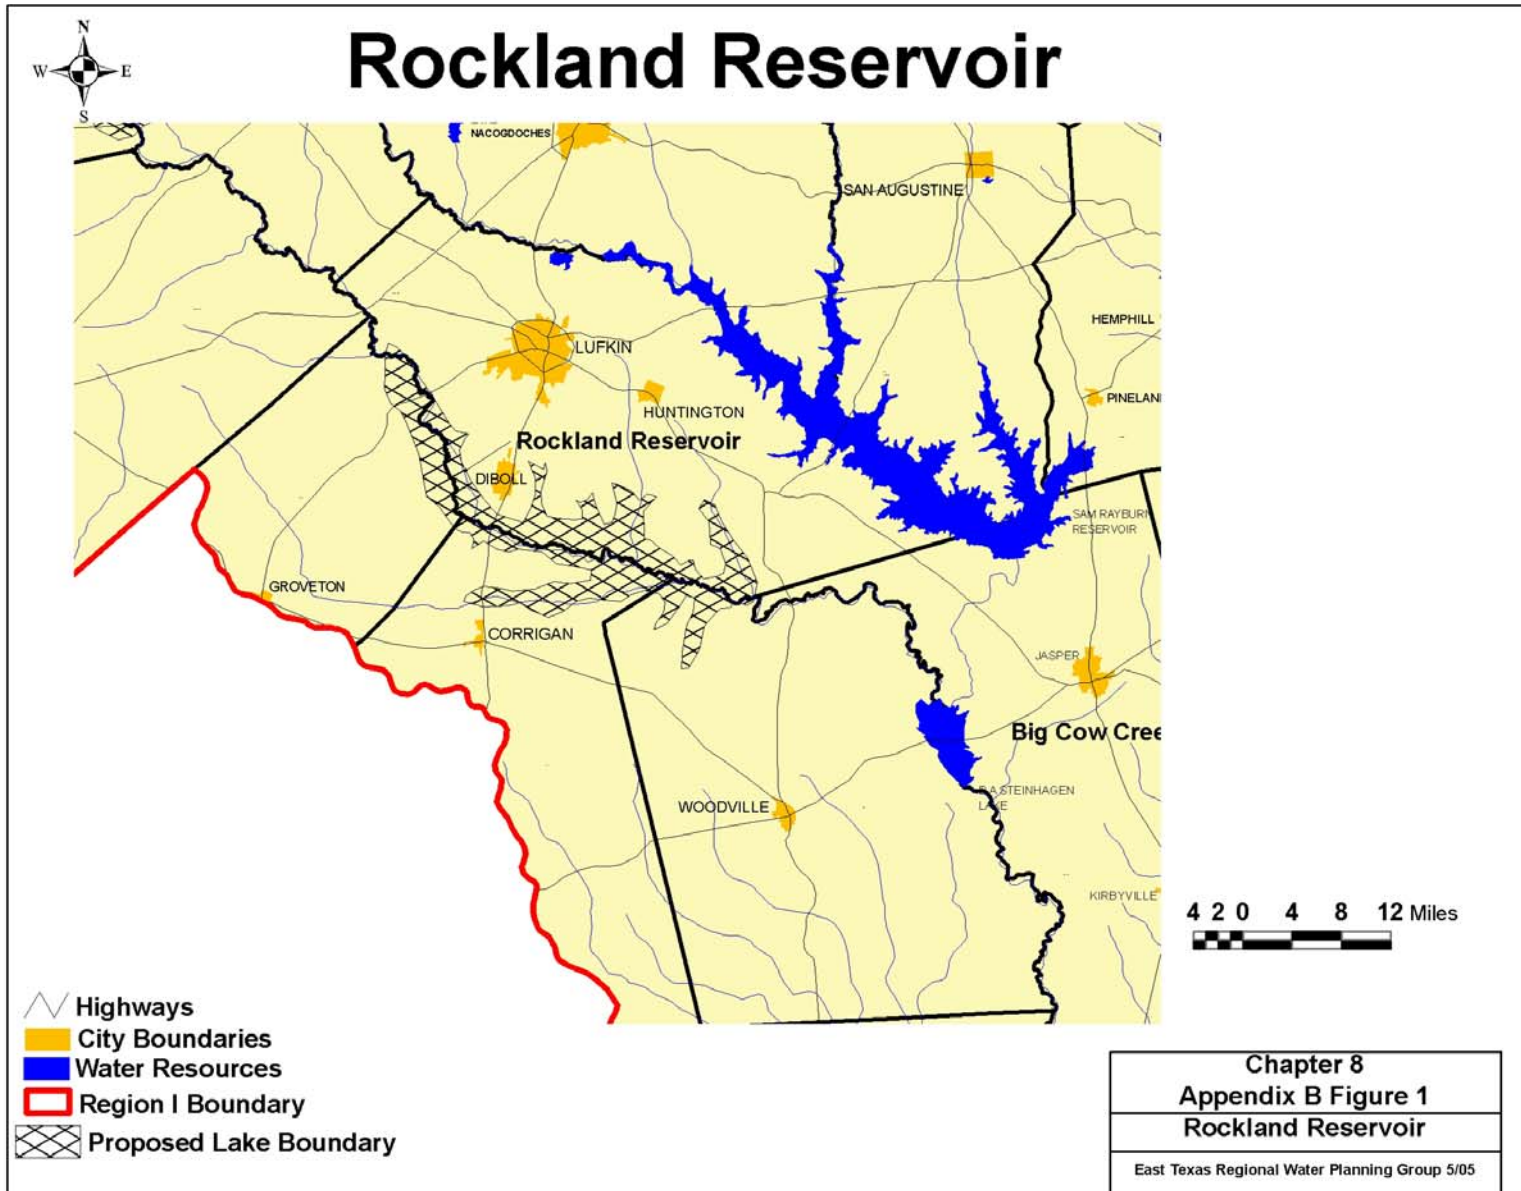 Rockland Reservoir
N
W E
S
NACOGDOCHES
SAN AUGUSTINE
HEMPHILL
LUFKIN
PINELAN
HUNTINGTON
Rockland Reservoir
DIBOLL
SAM RAYBURN
RESERVOIR
GROVETON
CORRIGAN
JASPER
Big Cow Cree
STEINHAGEN
LAKE
WOODVILLE
KIRBYVILLE
4 2 0 4 8 12 Miles
Highways
City Boundaries
Water Resources
Region I Boundary
Proposed Lake Boundary
Chapter 8
Appendix B Figure 1
Rockland Reservoir
East Texas Regional Water Planning Group 5/05